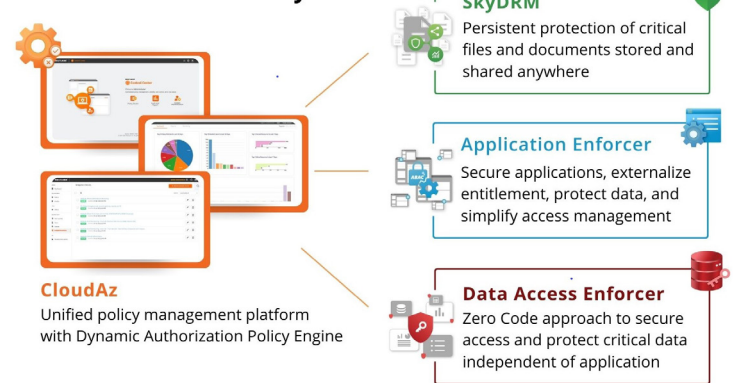 SkyDRM
Persistent protection of critical
files and documents stored and
shared anywhere
Application Enforcer
Secure applications, externalize
entitlement, protect data, and
simplify access management
ABAC
CloudAz
Unified policy management platform
with Dynamic Authorization Policy Engine
Data Access Enforcer
Zero Code approach to secure
access and protect critical data
independent of application